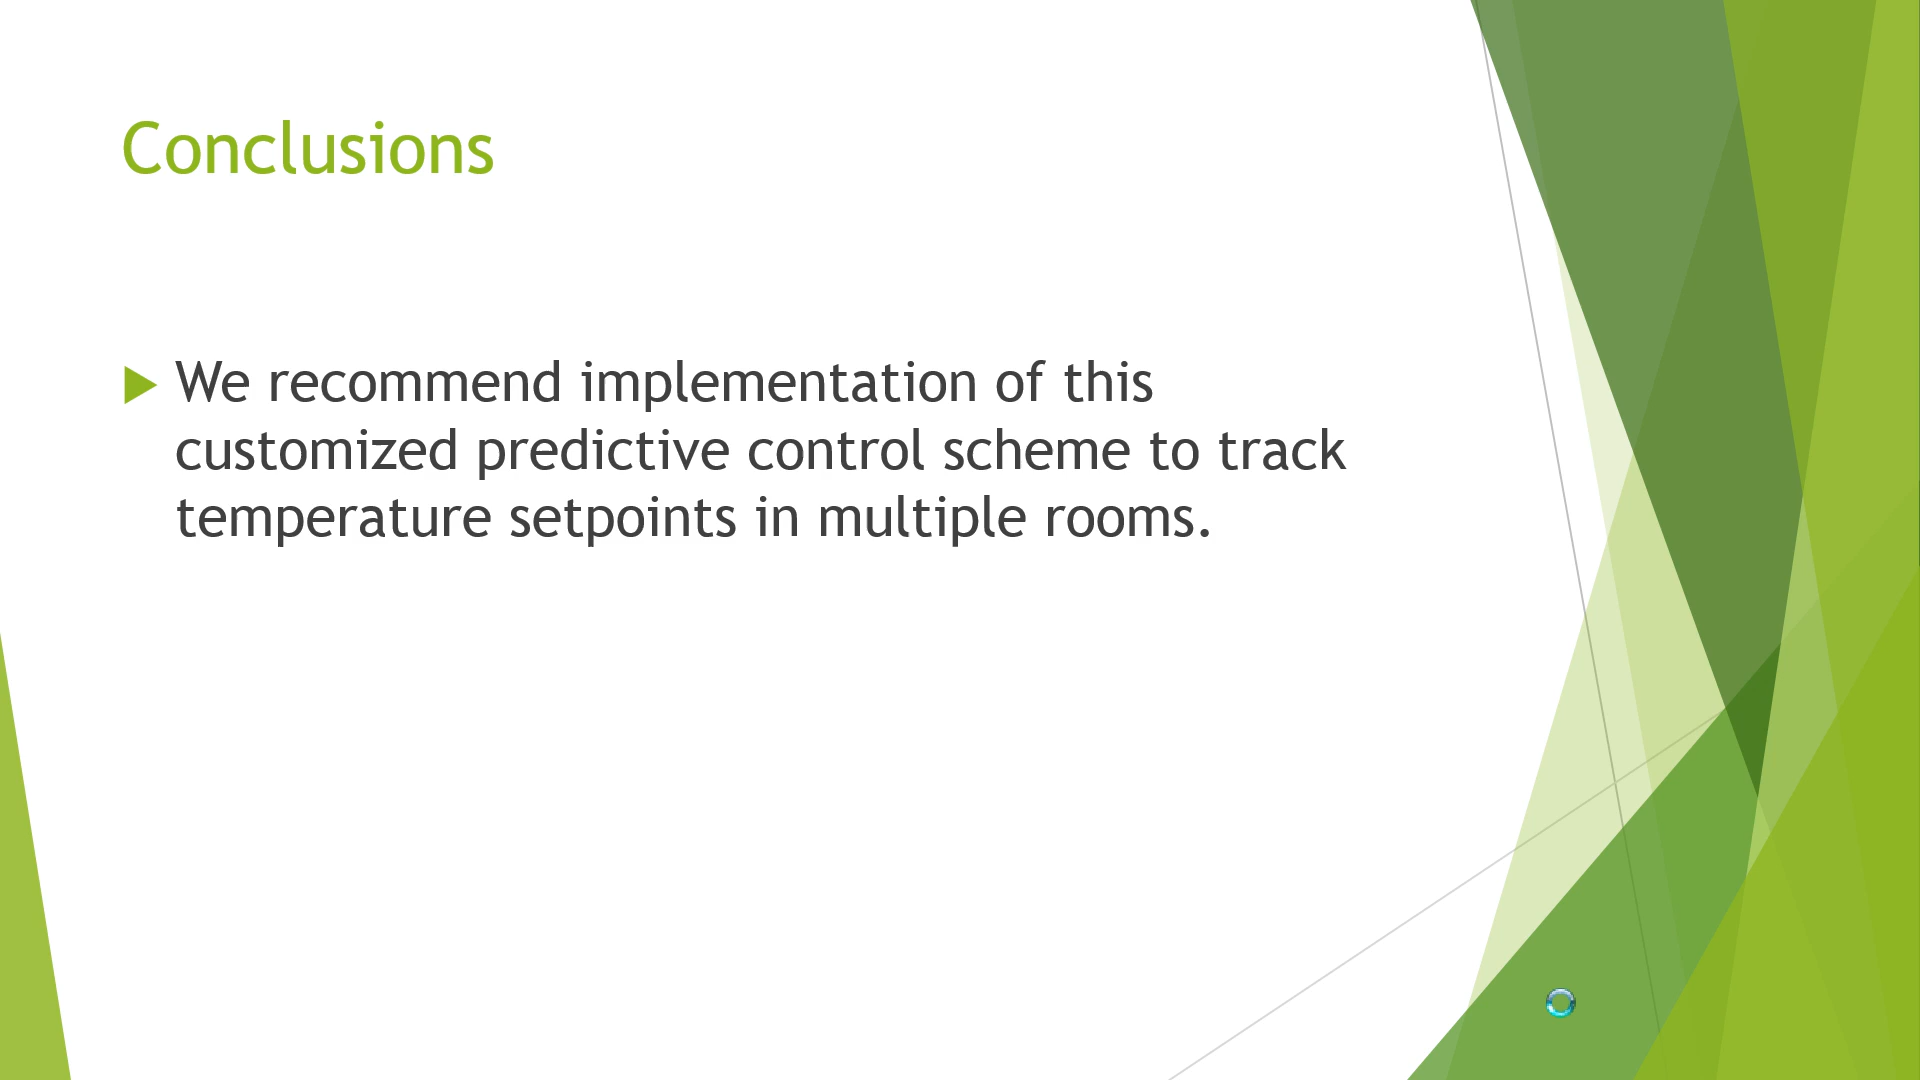 Conclusions
We recommend implementation of this
customized predictive control scheme to track
temperature setpoints in multiple rooms.